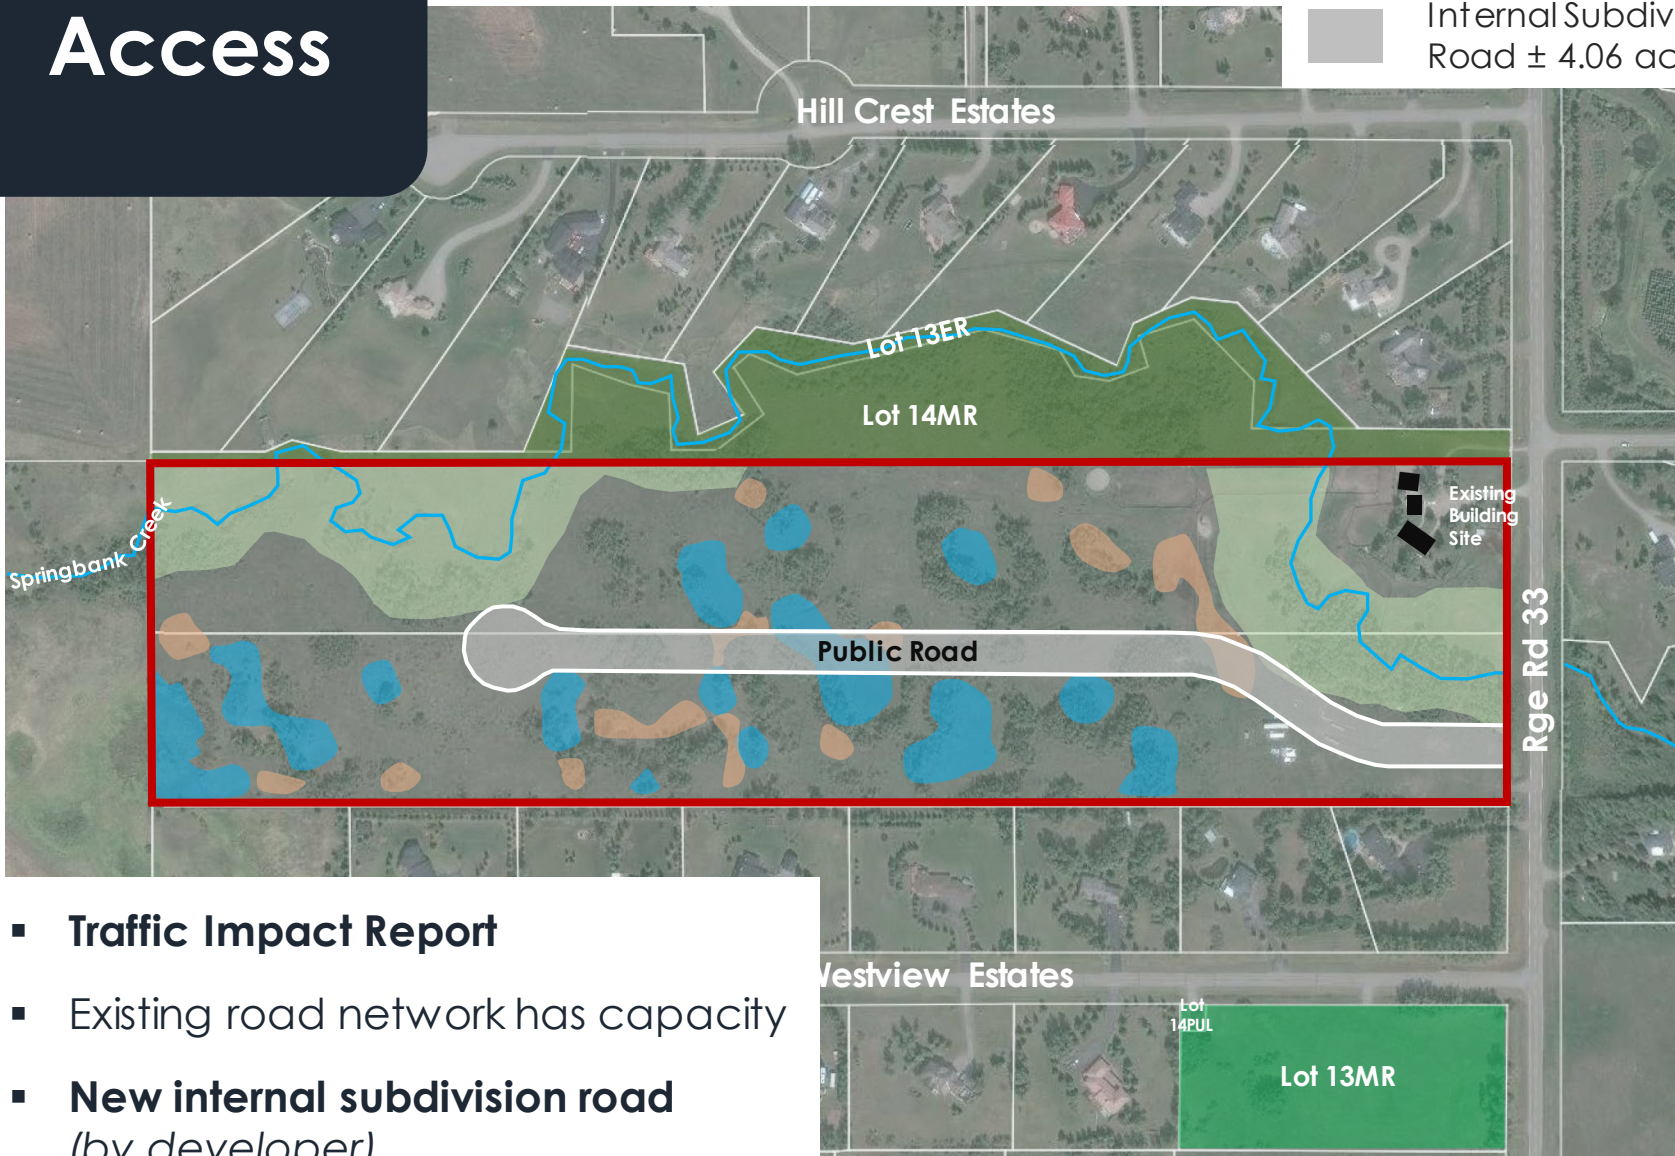 Access
Internal Subdiv
Road ± 4.06 ac
Hill Crest Estates
Lot 13ER
Lot 14MR
Existing
Building
Site
Springbank Creek
Public Road
Rge Rd 33
▪ Traffic Impact Report
▪ Existing road network has capacity
▪ New internal subdivision road
(by developer)
Westview Estates
Lot
14PUL
Lot 13MR